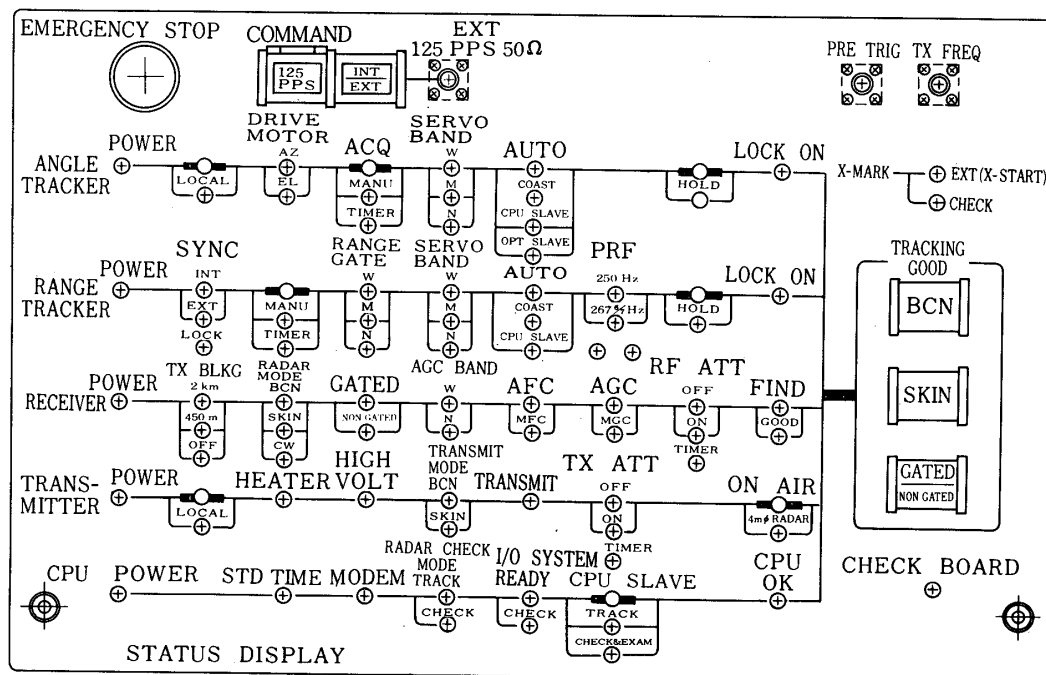 EMERGENCY STOP
COMMAND
125 PPS
INT
EXT
EXT
125 PPS 50Ω
PRE TRIG
TX FREQ
ANGLE TRACKER
POWER
LOCAL
DRIVE MOTOR
AZ
EL
ACQ
MANU
TIMER
SERVO BAND
W
M
N
AUTO
COAST
CPU SLAVE
OPT SLAVE
HOLD
LOCK ON
X-MARK
EXT(X-START)
CHECK
RANGE TRACKER
POWER
SYNC
INT
EXT
LOCK
MANU
TIMER
RANGE GATE
W
M
N
SERVO BAND
W
M
N
AUTO
COAST
CPU SLAVE
PRF
250 Hz
HOLD
LOCK ON
TRACKING GOOD
BCN
SKIN
GATED
NON GATED
RECEIVER
POWER
TX BLKG
2 km
450 m
OFF
RADAR MODE
BCN
SKIN
CW
GATED
NON GATED
AGC BAND
W
N
AFC
MFC
AGC
MGC
RF ATT
OFF
ON
TIMER
FIND
GOOD
TRANS-
MITTER
POWER
LOCAL
HEATER
HIGH VOLT
TRANSMIT MODE
BCN
SKIN
TRANSMIT
TX ATT
OFF
ON
TIMER
ON AIR
4mφ RADAR
CPU
POWER
STD TIME
MODEM
RADAR CHECK MODE
TRACK
CHECK
I/O SYSTEM
READY
CHECK
CPU SLAVE
TRACK
CHECK&EXAM
CPU OK
CHECK BOARD
STATUS DISPLAY